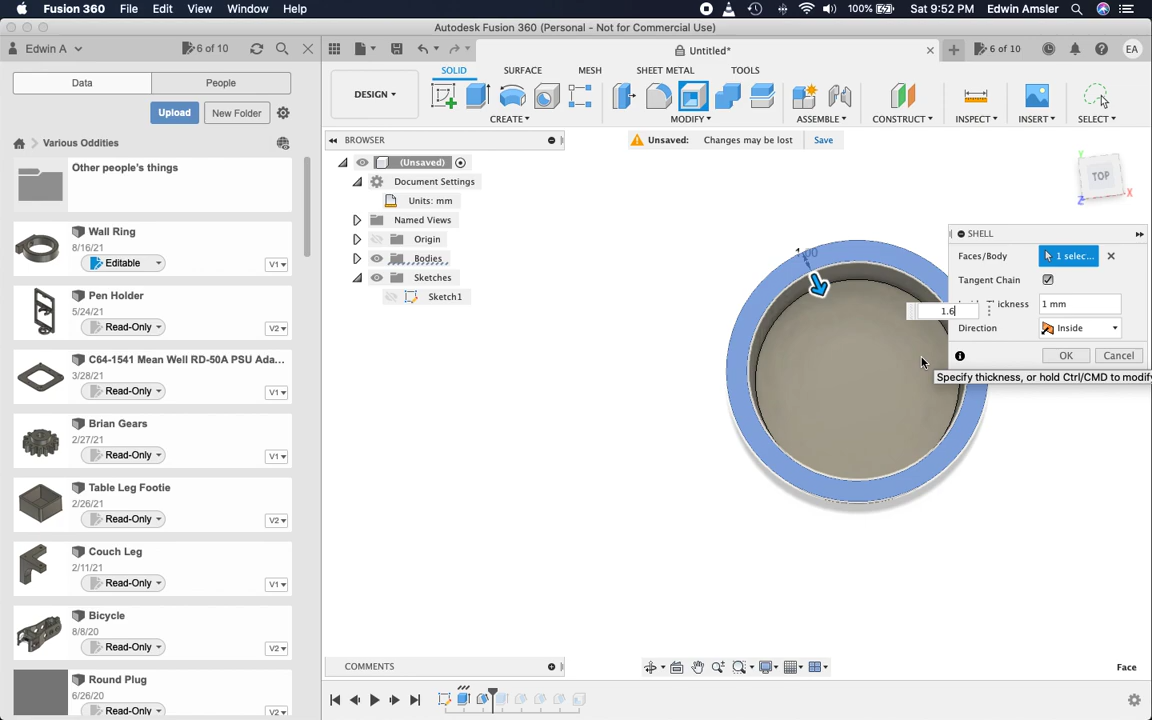 Fusion 360 File Edit View Window Help 100% Sat 9:52 PM Edwin Amsler
Autodesk Fusion 360 (Personal - Not for Commercial Use)
Edwin A 6 of 10 Untitled* 6 of 10 EA
Data People
Upload New Folder
Various Oddities
Other people's things
Wall Ring
8/16/21
Editable V1
Pen Holder
3/31/21
Read-Only V2
C64-1541 Mean Well RD-50A PSU Ada...
3/28/21
Read-Only V1
Brian Gears
2/27/21
Read-Only V1
Table Leg Footie
2/26/21
Read-Only V2
Couch Leg
2/11/21
Read-Only V1
Bicycle
8/8/20
Read-Only V2
Round Plug
6/26/20
Read-Only V2
SOLID SURFACE MESH SHEET METAL TOOLS
DESIGN
CREATE MODIFY ASSEMBLE CONSTRUCT INSPECT INSERT SELECT
BROWSER
Unsaved: Changes may be lost Save
(Unsaved)
Document Settings
Units: mm
Named Views
Origin
Bodies
Sketches
Sketch1
Y
TOP
X
Z
SHELL
Faces/Body 1 selec...
Tangent Chain
ickness 1 mm
Direction Inside
OK Cancel
1.00
1.6
Specify thickness, or hold Ctrl/CMD to modify
COMMENTS
Face